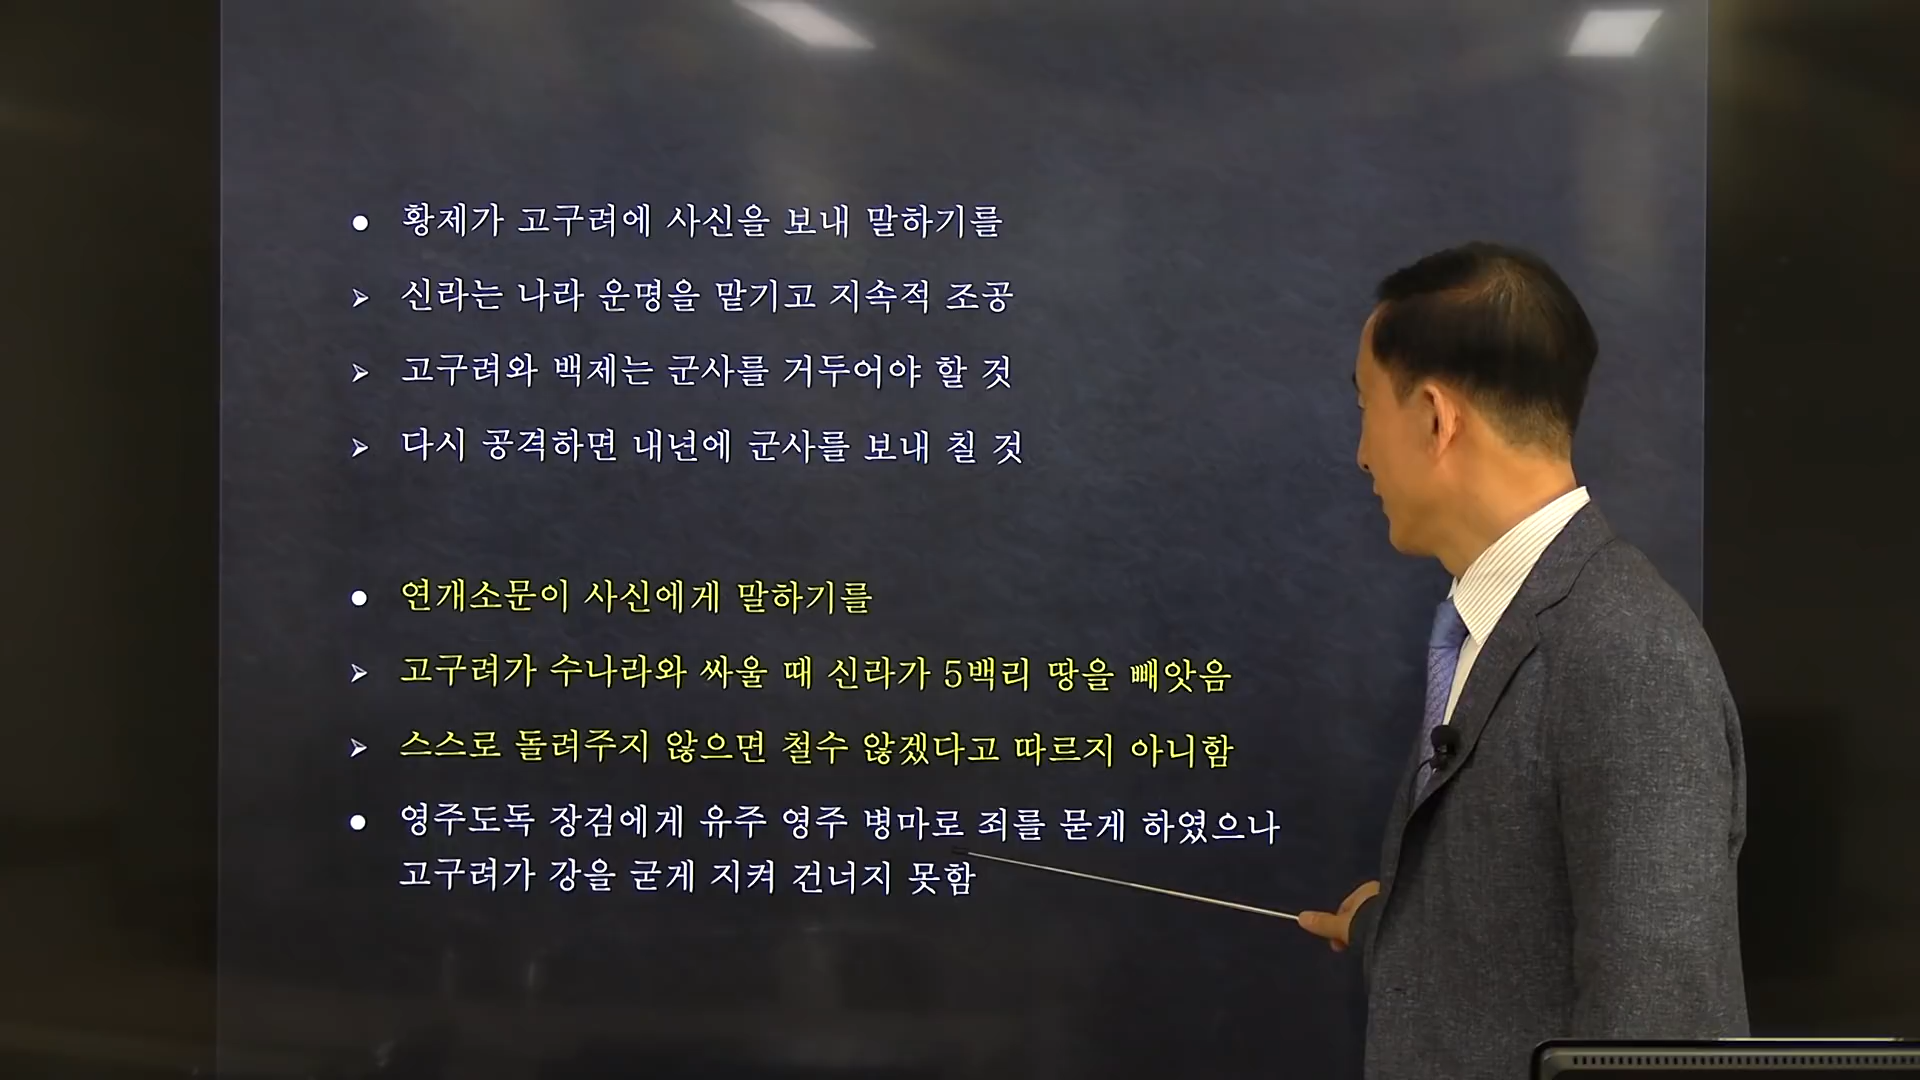 ● 황제가 고구려에 사신을 보내 말하기를
➢ 신라는 나라 운명을 맡기고 지속적 조공
➢ 고구려와 백제는 군사를 거두어야 할 것
➢ 다시 공격하면 내년에 군사를 보내 칠 것
● 연개소문이 사신에게 말하기를
➢ 고구려가 수나라와 싸울 때 신라가 5백리 땅을 빼앗음
➢ 스스로 돌려주지 않으면 철수 않겠다고 따르지 아니함
● 영주도독 장검에게 유주 영주 병마로 죄를 묻게 하였으나
고구려가 강을 굳게 지켜 건너지 못함